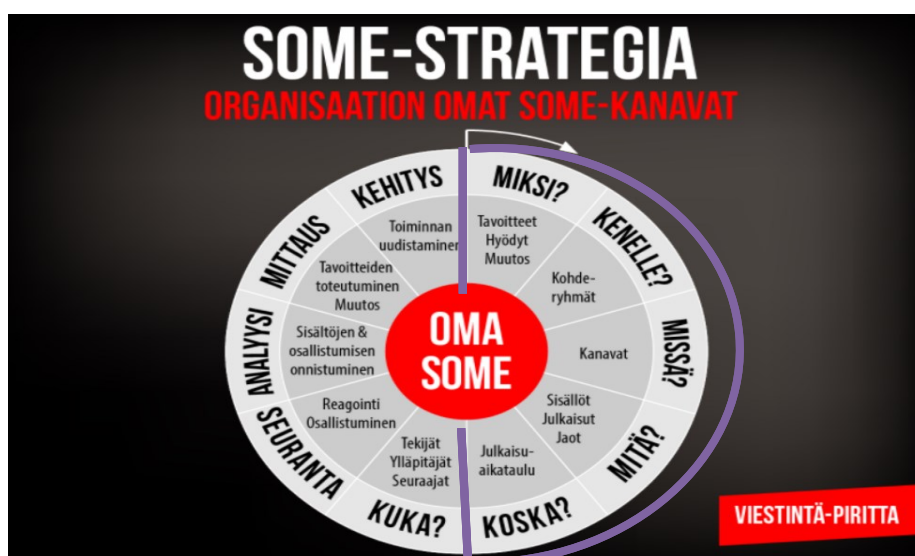 SOME-STRATEGIA
ORGANISAATION OMAT SOME-KANAVAT
MIKSI?
Tavoitteet
Hyödyt
Muutos
KENELLE?
Kohde-
ryhmät
MISSÄ?
Kanavat
MITÄ?
Sisällöt
Julkaisut
Jaot
KOSKA?
Julkaisu-
aikataulu
KUKA?
Tekijät
Ylläpitäjät
Seuraajat
SEURANTA
Reagointi
Osallistuminen
ANALYYSI
Sisältöjen &
osallistumisen
onnistuminen
MITTAUS
Tavoitteiden
toteutuminen
Muutos
KEHITYS
Toiminnan
uudistaminen
OMA
SOME
VIESTINTÄ-PIRITTA